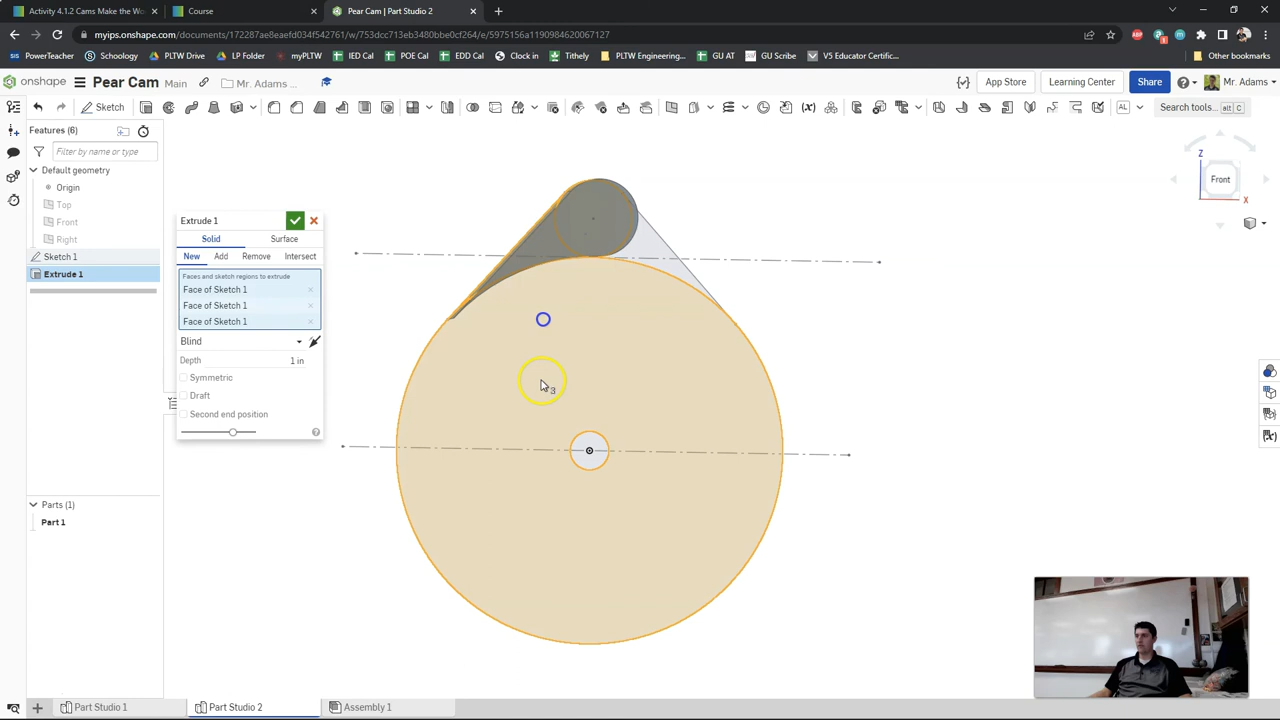 Activity 4.1.2 Cams Make the Wo
Course
Pear Cam | Part Studio 2
myips.onshape.com/documents/172287ae8eaefd034f542761/w/753dcc713eb3480bbe0cf264/e/5975156a1190984620067127
PowerTeacher
Schoology
PLTW Drive
LP Folder
myPLTW
IED Cal
POE Cal
EDD Cal
Clocked In
Tithely
PLTW Engineering...
GU AT
GU Scribe
V5 Educator Certific...
Other bookmarks
onshape
Pear Cam
Main
Mr. Adams ...
App Store
Learning Center
Share
Mr. Adams
Sketch
AL
Search tools...
alt C
Features (6)
Filter by name or type
Default geometry
Origin
Top
Front
Right
Sketch 1
Extrude 1
Extrude 1
Solid
Surface
New
Add
Remove
Intersect
Faces and sketch regions to extrude
Face of Sketch 1
Face of Sketch 1
Face of Sketch 1
Blind
Depth
1 in
Symmetric
Draft
Second end position
Z
Front
X
3
Parts (1)
Part 1
Part Studio 1
Part Studio 2
Assembly 1